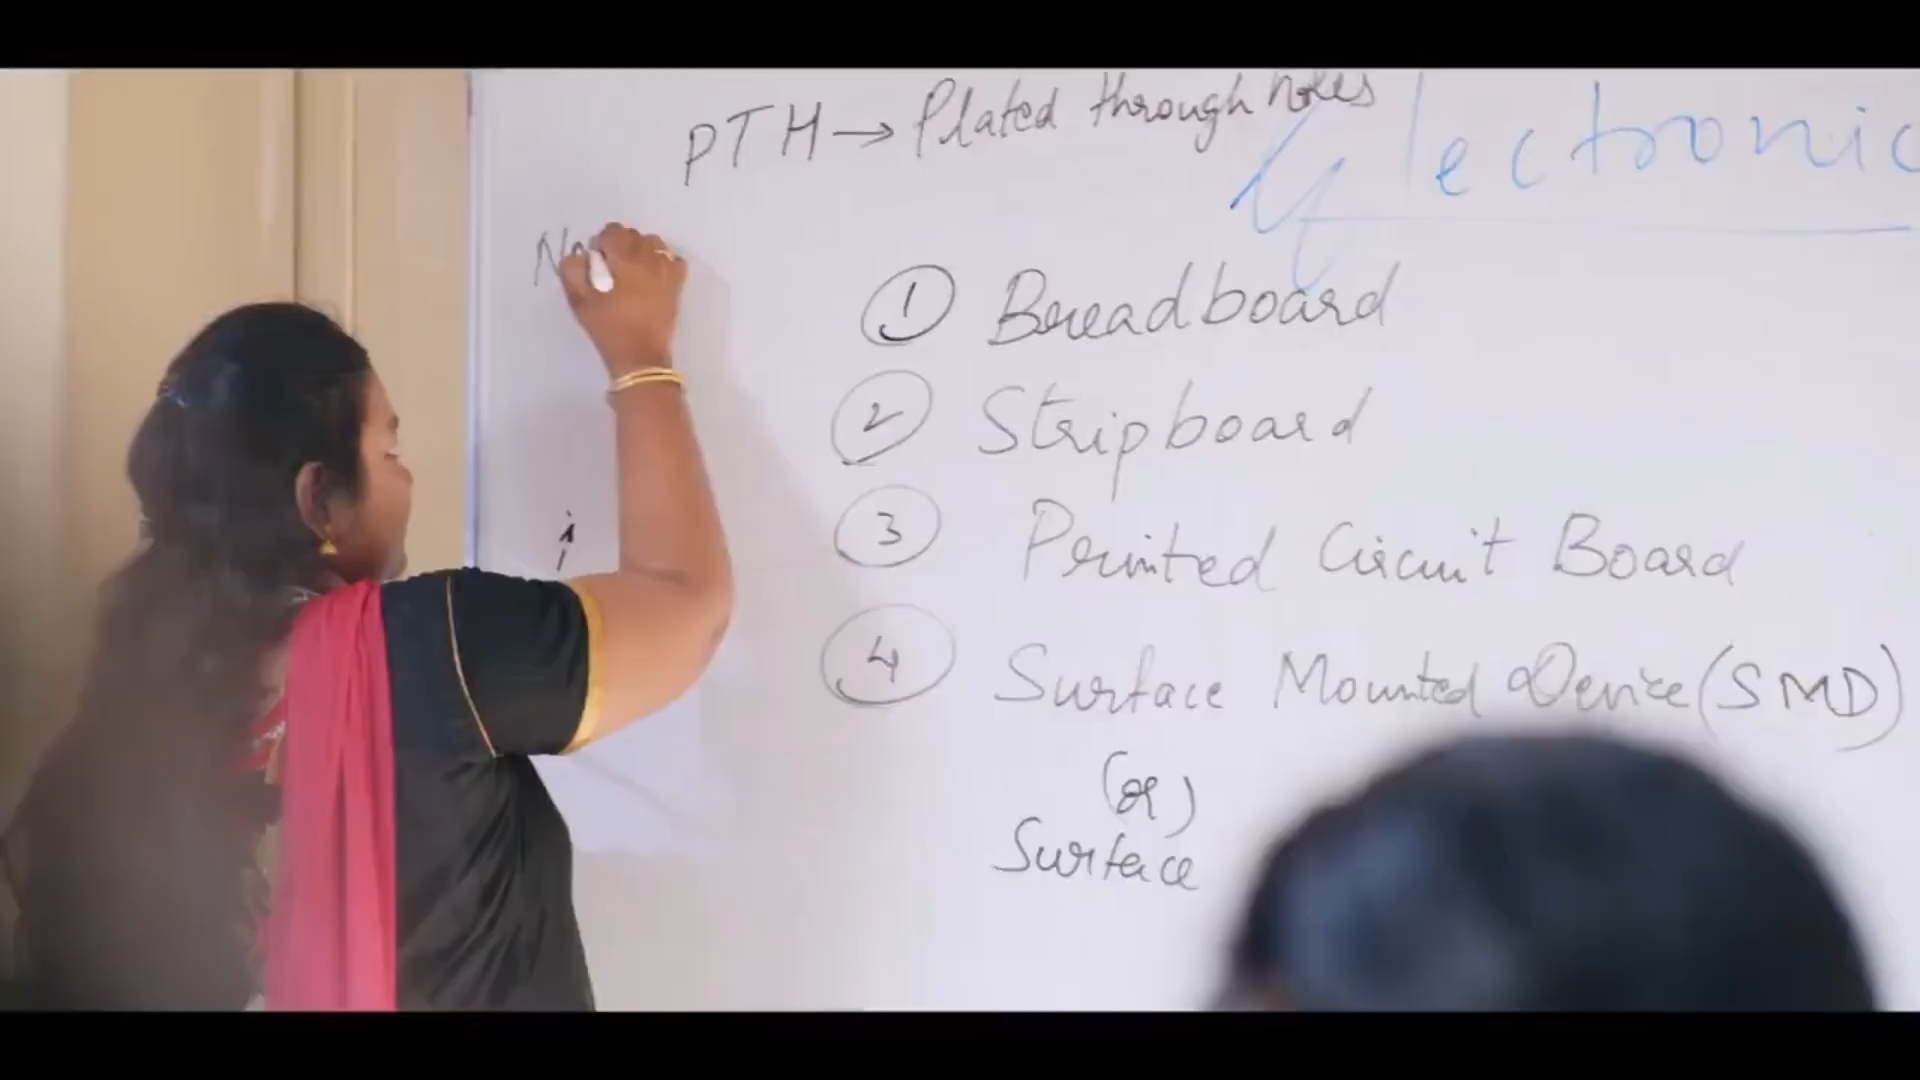 PTH → Plated through holes
Electronic
① Breadboard
② Stripboard
③ Printed Circuit Board
④ Surface Mounted Device (SMD)
(or)
Surface